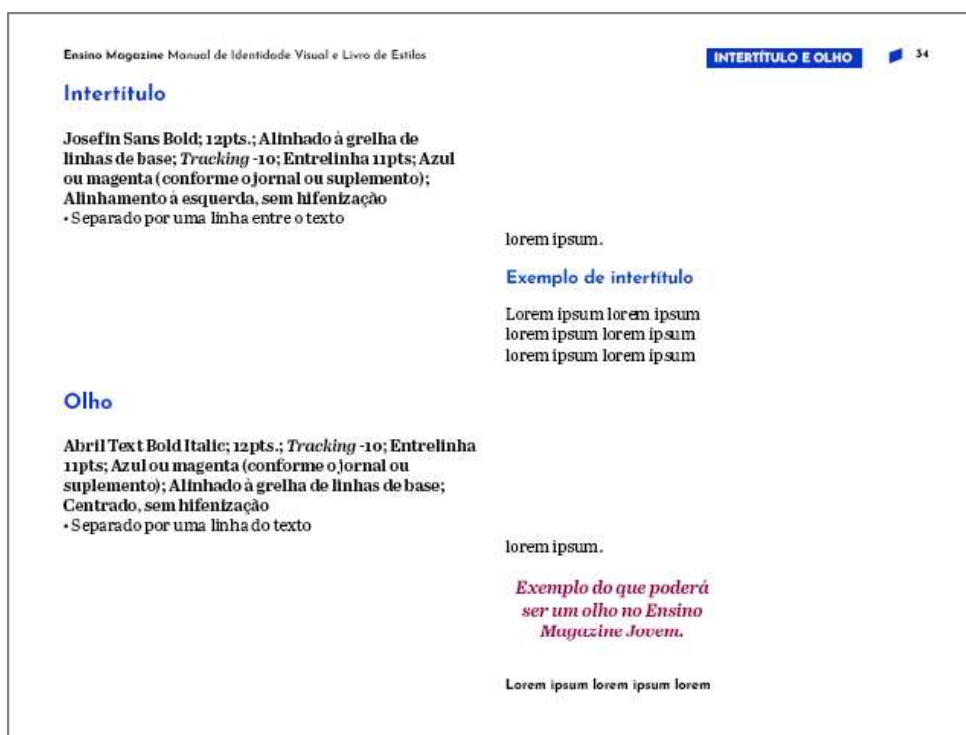 Ensino Magazine Manual de Identidade Visual e Livro de Estilos
INTERTÍTULO E OLHO 34
Intertítulo
Josefin Sans Bold; 12pts.; Alinhado à grelha de
linhas de base; Tracking -10; Entrelinha 11pts; Azul
ou magenta (conforme o jornal ou suplemento);
Alinhamento à esquerda, sem hifenização
• Separado por uma linha entre o texto
lorem ipsum.
Exemplo de intertítulo
Lorem ipsum lorem ipsum
lorem ipsum lorem ipsum
lorem ipsum lorem ipsum
Olho
Abril Text Bold Italic; 12pts.; Tracking -10; Entrelinha
11pts; Azul ou magenta (conforme o jornal ou
suplemento); Alinhado à grelha de linhas de base;
Centrado, sem hifenização
• Separado por uma linha do texto
lorem ipsum.
Exemplo do que poderá
ser um olho no Ensino
Magazine Jovem.
Lorem ipsum lorem ipsum lorem